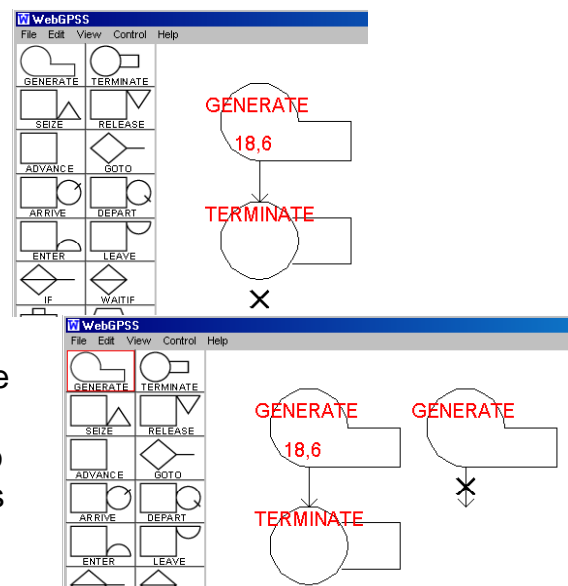 WebGPSS
File Edit View Control Help
GENERATE TERMINATE
SEIZE RELEASE
ADVANCE GOTO
ARRIVE DEPART
ENTER LEAVE
IF WAITIF
GENERATE
18,6
TERMINATE
WebGPSS
File Edit View Control Help
GENERATE TERMINATE
SEIZE RELEASE
ADVANCE GOTO
ARRIVE DEPART
ENTER LEAVE
GENERATE GENERATE
18,6
TERMINATE
e
s